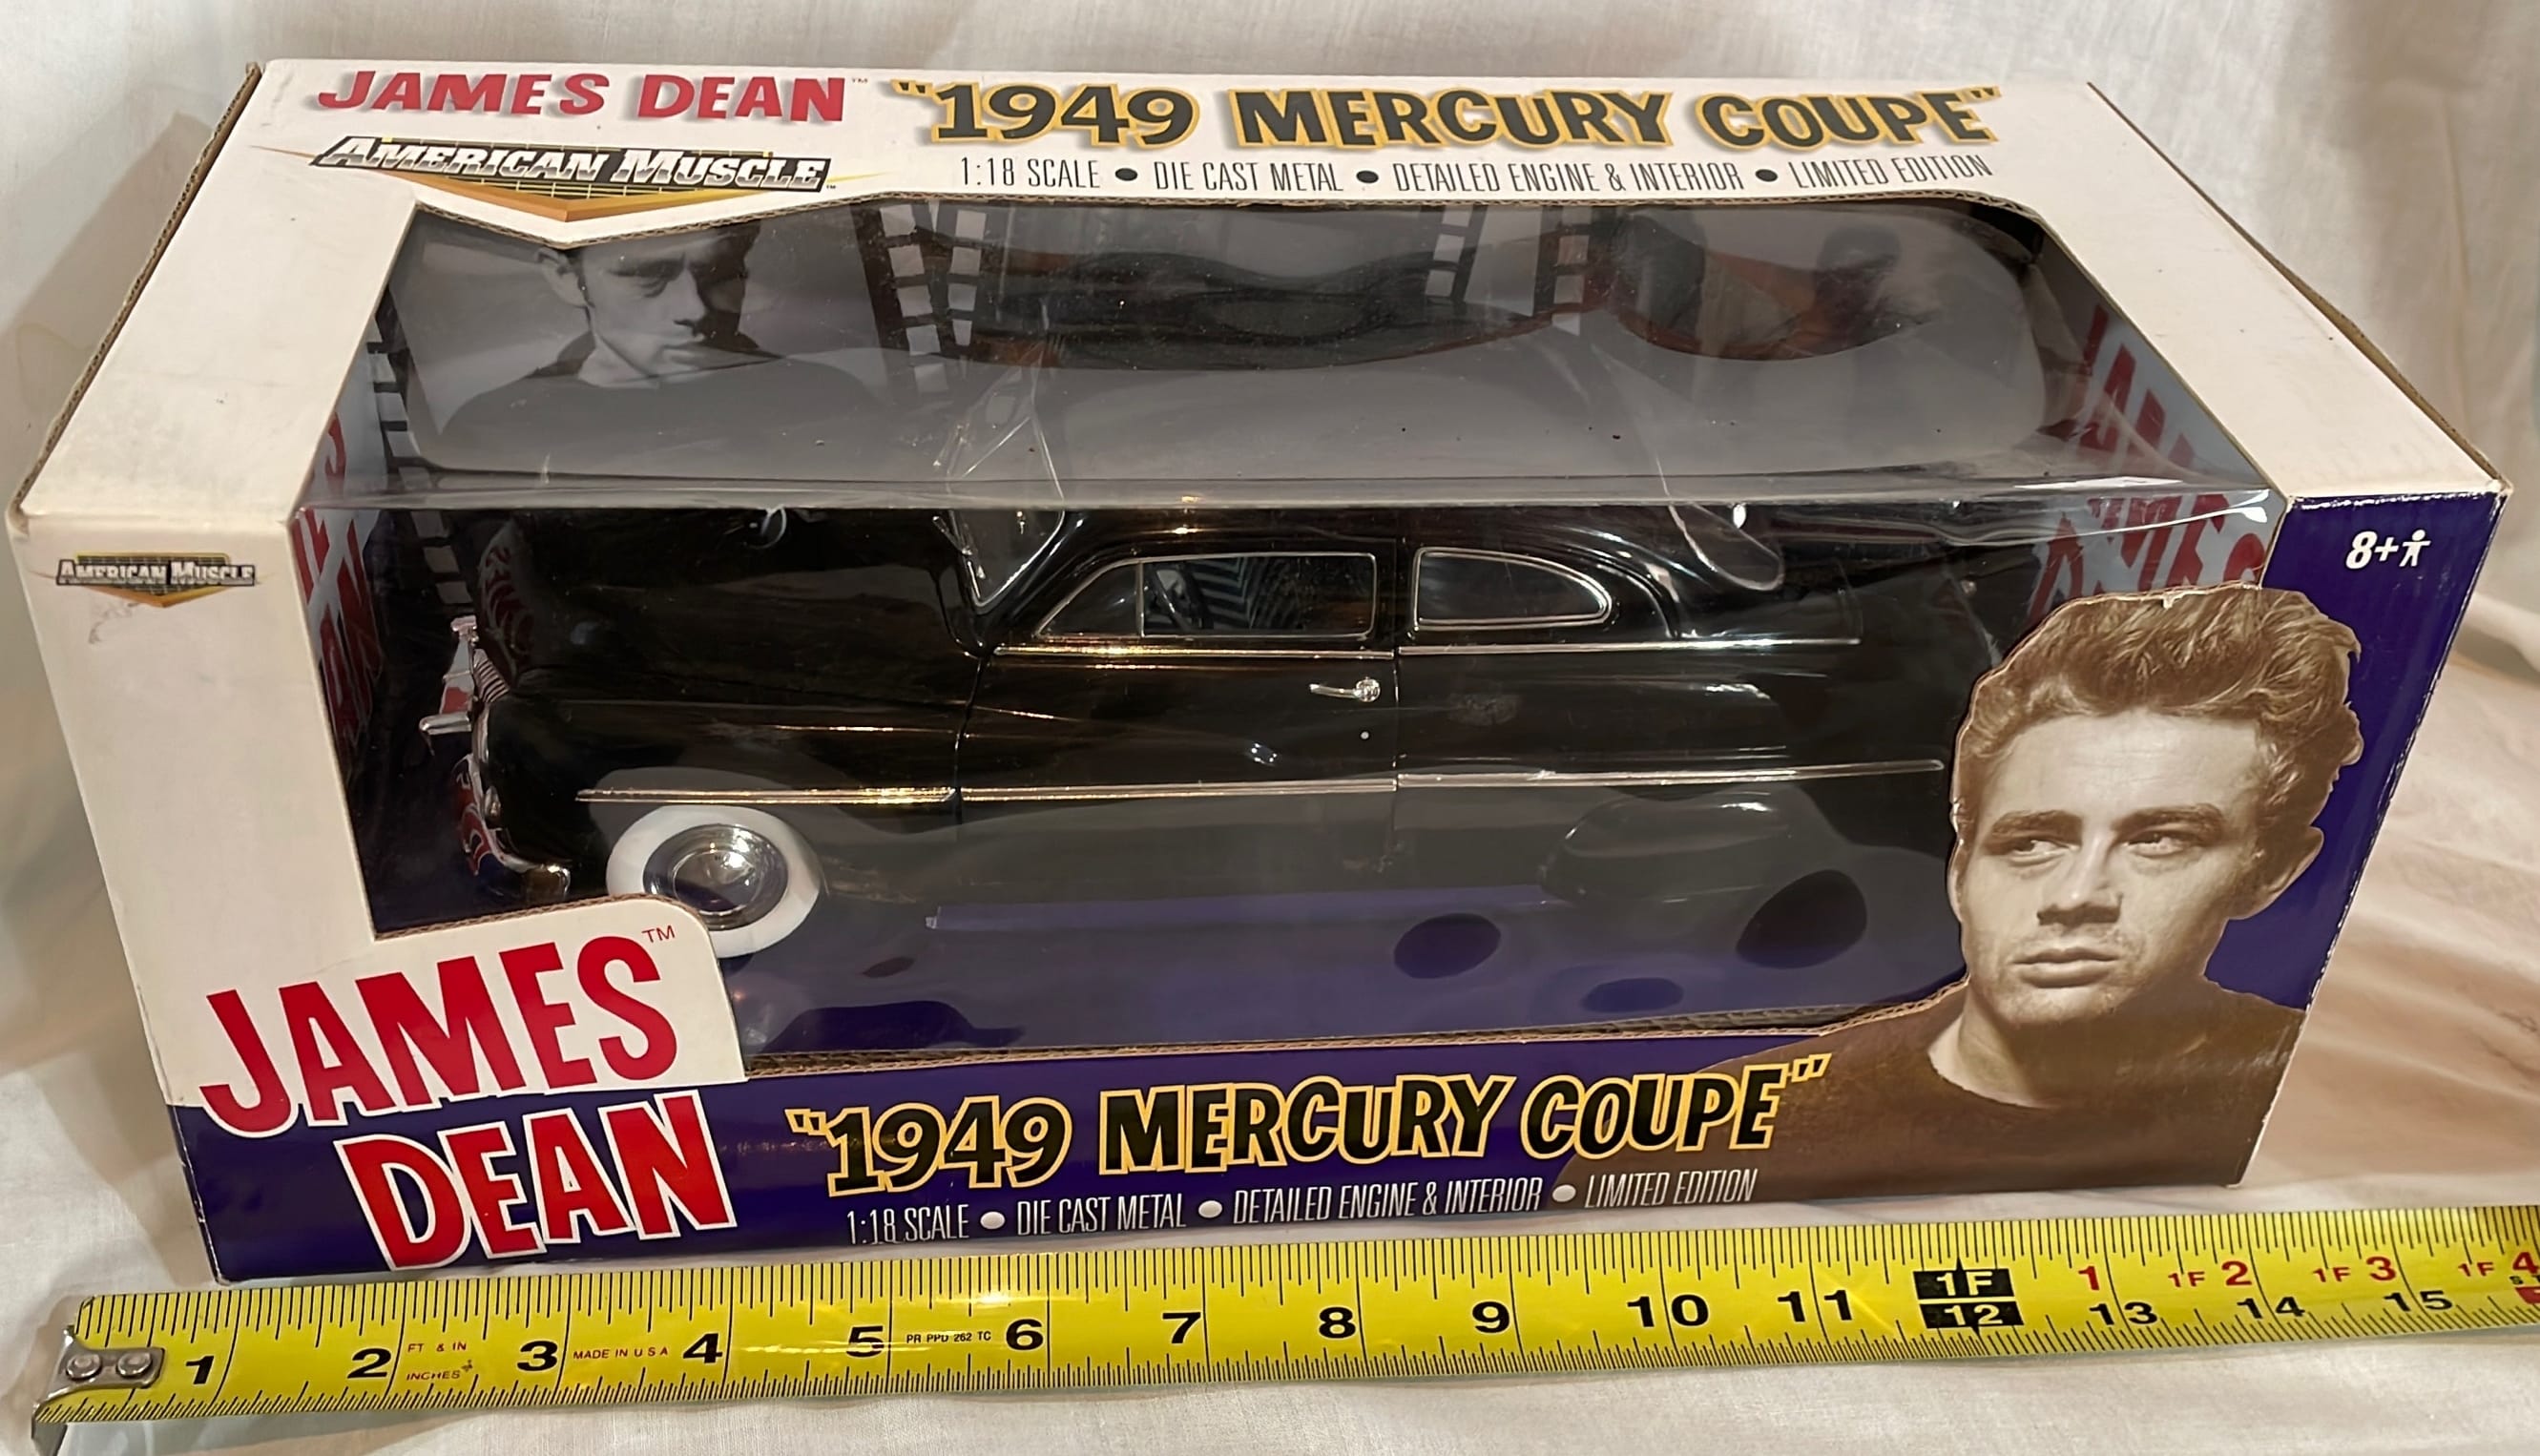 JAMES DEAN™ "1949 MERCURY COUPE"
AMERICAN MUSCLE™
1:18 SCALE ● DIE CAST METAL ● DETAILED ENGINE & INTERIOR ● LIMITED EDITION
8+
AMERICAN MUSCLE
JAMES™
DEAN
"1949 MERCURY COUPE"
1:18 SCALE ● DIE CAST METAL ● DETAILED ENGINE & INTERIOR ● LIMITED EDITION
1F 1 1F 2 1F 3 1F 4
1 2 FT & IN INCHES 3 MADE IN U S A 4 5 PR PPD 262 TC 6 7 8 9 10 11 12 13 14 15